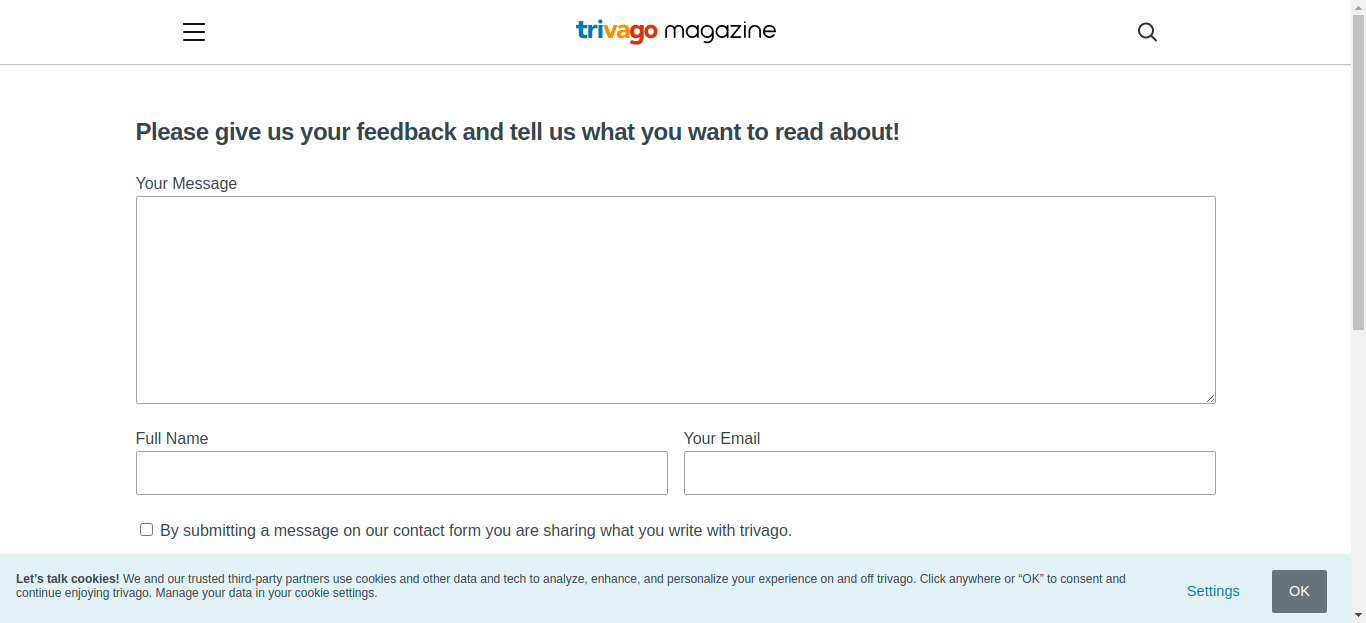 trivago magazine
Please give us your feedback and tell us what you want to read about!
Your Message
Full Name
Your Email
By submitting a message on our contact form you are sharing what you write with trivago.
Let’s talk cookies! We and our trusted third-party partners use cookies and other data and tech to analyze, enhance, and personalize your experience on and off trivago. Click anywhere or “OK” to consent and
continue enjoying trivago. Manage your data in your cookie settings.
Settings
OK